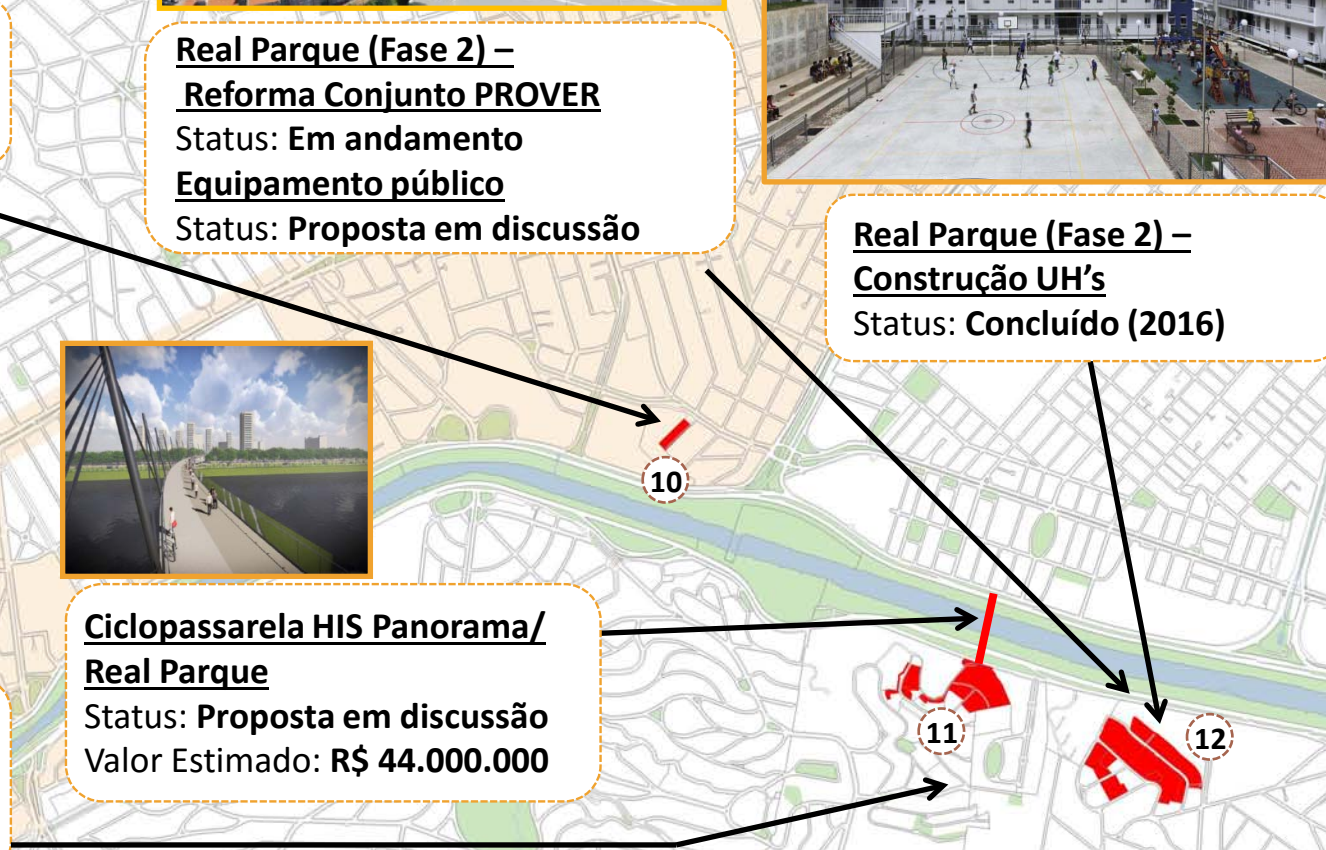 Real Parque (Fase 2) –
Reforma Conjunto PROVER
Status: Em andamento
Equipamento público
Status: Proposta em discussão
Real Parque (Fase 2) –
Construção UH's
Status: Concluído (2016)
10
Ciclopassarela HIS Panorama/
Real Parque
Status: Proposta em discussão
Valor Estimado: R$ 44.000.000
11
12